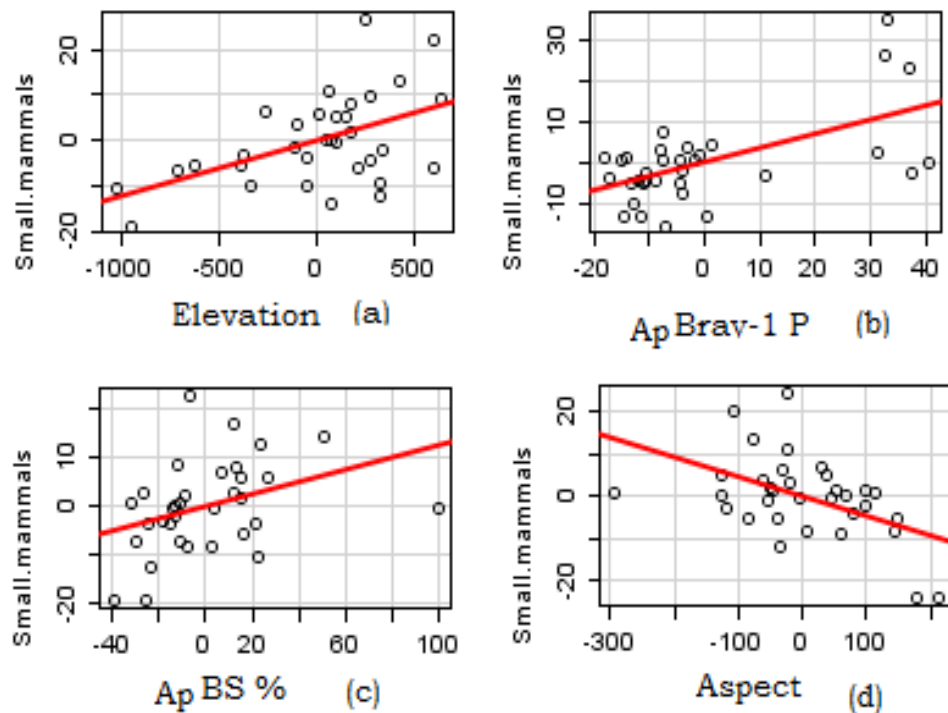 Small.mammals
20
0
-20
-1000 -500 0 500
Elevation (a)
Small.mammals
30
10
-10
-20 0 10 20 30 40
Ap Brav-1 P (b)
Small.mammals
10
0
-20
-40 0 20 60 100
Ap BS % (c)
Small.mammals
20
0
-20
-300 -100 0 100
Aspect (d)